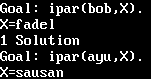 Goal: ipar(bob,X).
X=fadel
1 Solution
Goal: ipar(ayu,X).
X=sausan